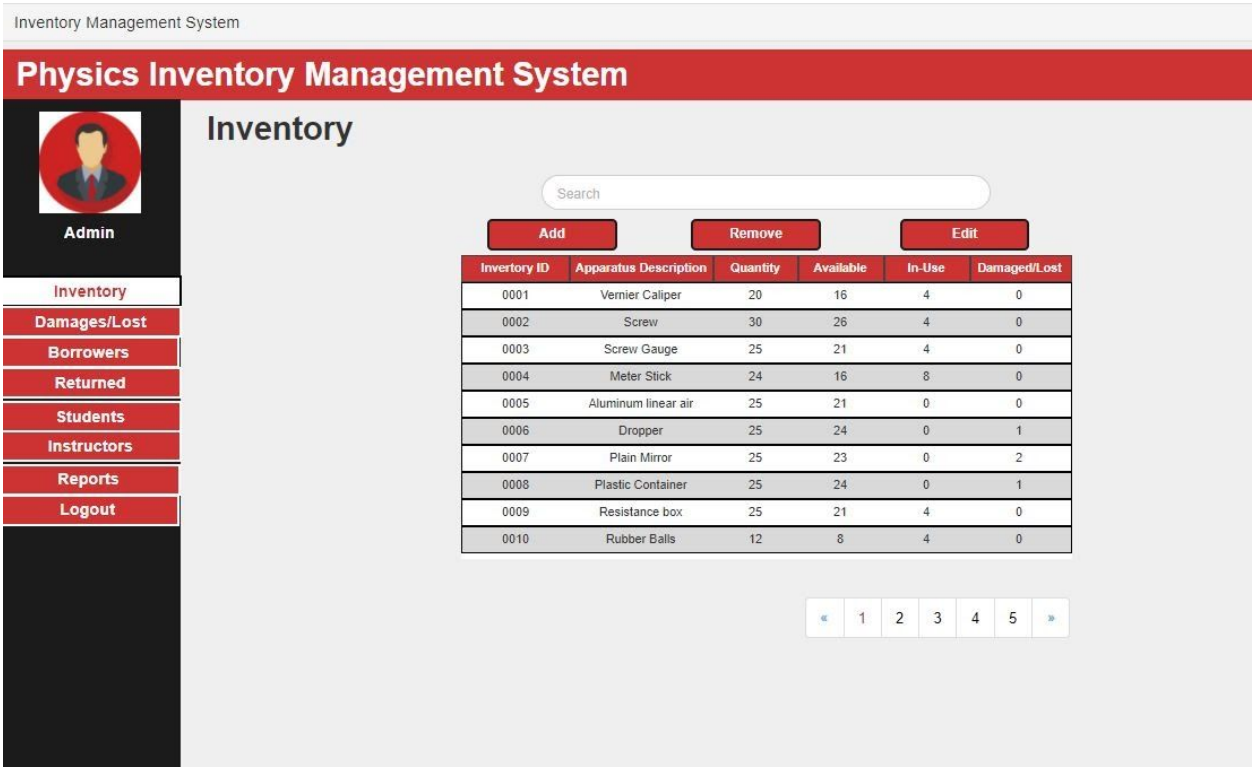 Inventory Management System
Physics Inventory Management System
Admin
Inventory
Damages/Lost
Borrowers
Returned
Students
Instructors
Reports
Logout
Inventory
Search
Add Remove Edit
Invertory ID Apparatus Description Quantity Available In-Use Damaged/Lost
0001 Vernier Caliper 20 16 4 0
0002 Screw 30 26 4 0
0003 Screw Gauge 25 21 4 0
0004 Meter Stick 24 16 8 0
0005 Aluminum linear air 25 21 0 0
0006 Dropper 25 24 0 1
0007 Plain Mirror 25 23 0 2
0008 Plastic Container 25 24 0 1
0009 Resistance box 25 21 4 0
0010 Rubber Balls 12 8 4 0
« 1 2 3 4 5 »